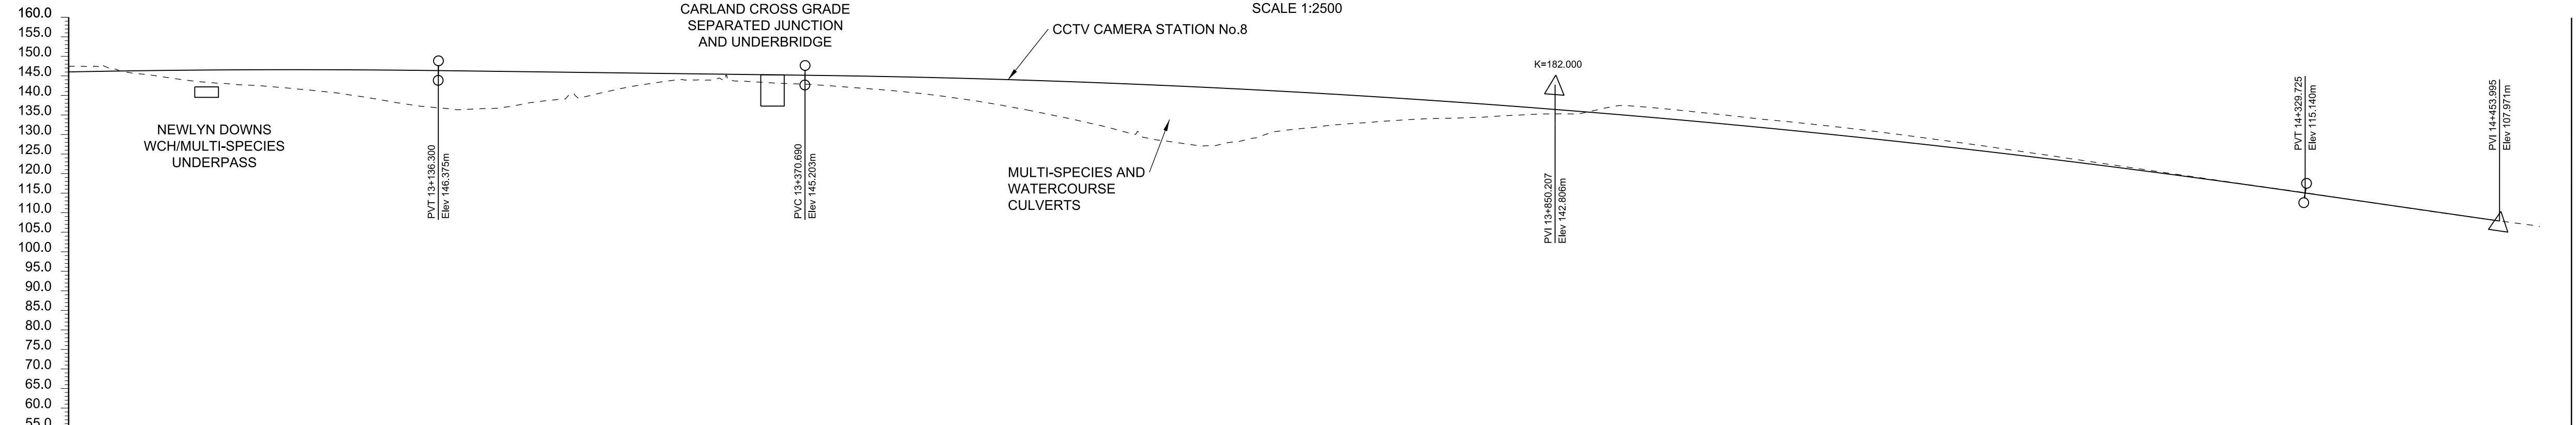 SCALE 1:2500
160.0
155.0
150.0
145.0
140.0
135.0
130.0
125.0
120.0
115.0
110.0
105.0
100.0
95.0
90.0
85.0
80.0
75.0
70.0
65.0
60.0
55.0
NEWLYN DOWNS
WCH/MULTI-SPECIES
UNDERPASS
PVT 13+136.300
Elev 146.375m
CARLAND CROSS GRADE
SEPARATED JUNCTION
AND UNDERBRIDGE
PVC 13+370.690
Elev 145.203m
CCTV CAMERA STATION No.8
MULTI-SPECIES AND
WATERCOURSE
CULVERTS
K=182.000
PVI 13+850.207
Elev 142.806m
PVT 14+329.725
Elev 115.140m
PVI 14+453.995
Elev 107.971m